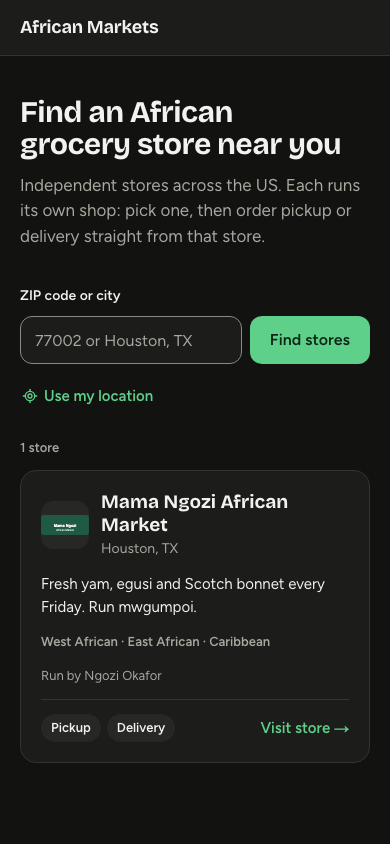 African Markets
Find an African
grocery store near you
Independent stores across the US. Each runs
its own shop: pick one, then order pickup or
delivery straight from that store.
ZIP code or city
77002 or Houston, TX
Find stores
Use my location
1 store
Mama Ngozi
Mama Ngozi African
Market
Houston, TX
Fresh yam, egusi and Scotch bonnet every
Friday. Run mwgumpoi.
West African · East African · Caribbean
Run by Ngozi Okafor
Pickup
Delivery
Visit store →